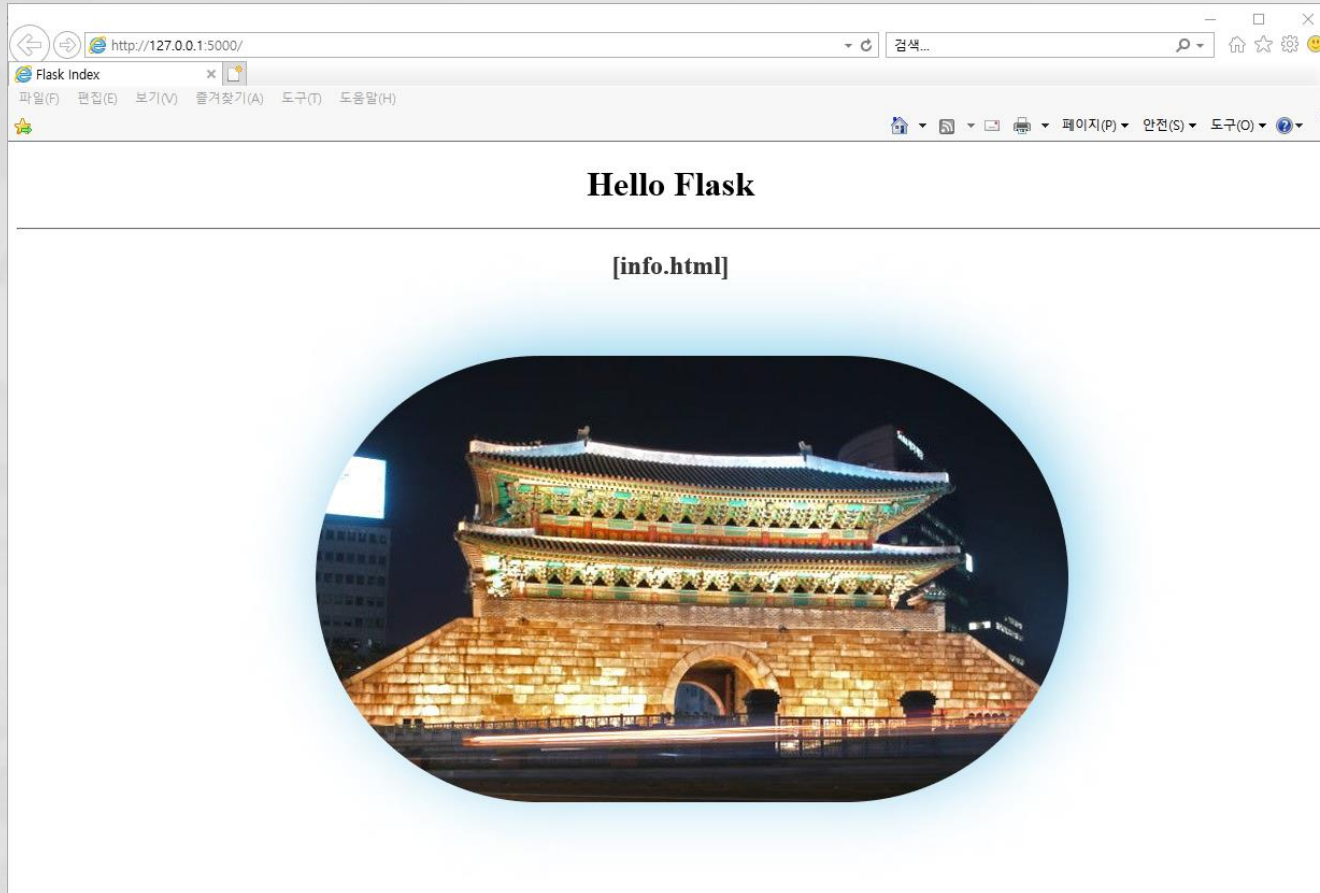 http://127.0.0.1:5000/
검색...
Flask Index
파일(F) 편집(E) 보기(V) 즐겨찾기(A) 도구(T) 도움말(H)
페이지(P) 안전(S) 도구(O)
Hello Flask
[info.html]